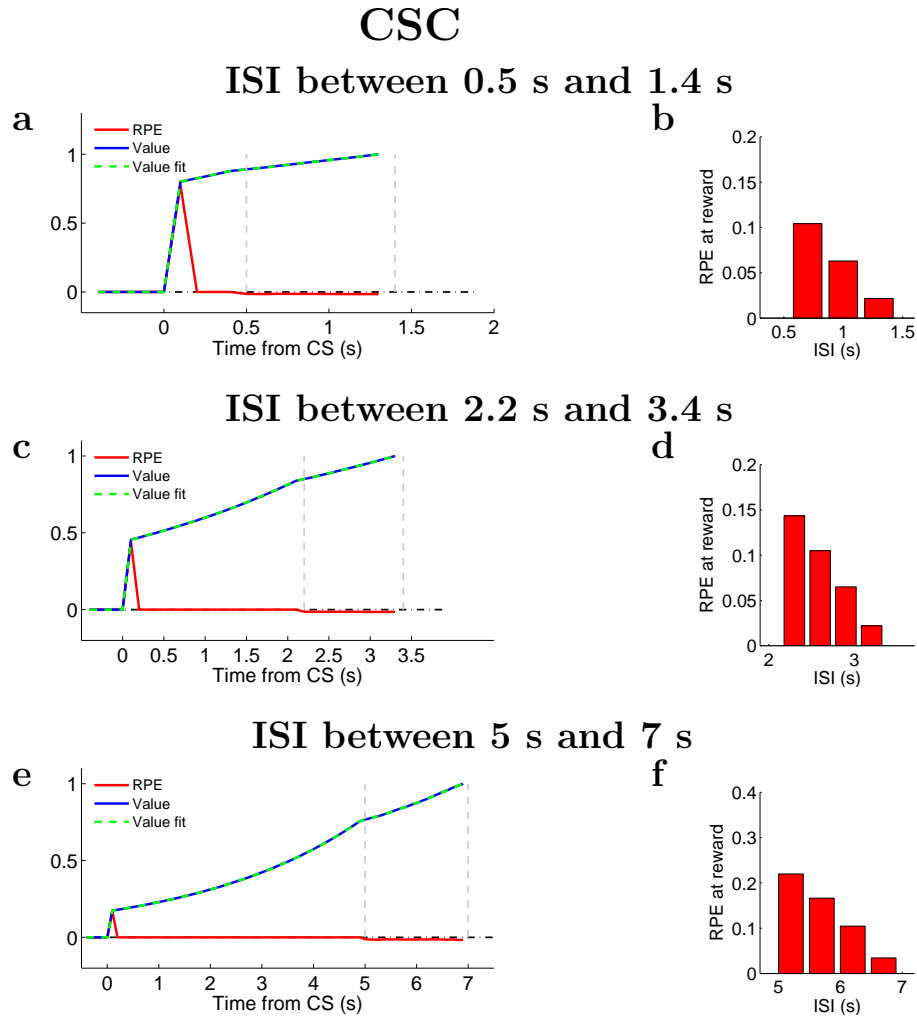 CSC
ISI between 0.5 s and 1.4 s
a
RPE
Value
Value fit
1
0.5
0
0 0.5 1 1.5 2
Time from CS (s)
b
0.2
0.15
0.1
0.05
0
RPE at reward
0.5 1 1.5
ISI (s)
ISI between 2.2 s and 3.4 s
c
RPE
Value
Value fit
1
0.5
0
0 0.5 1 1.5 2 2.5 3 3.5
Time from CS (s)
d
0.2
0.15
0.1
0.05
0
RPE at reward
2 3
ISI (s)
ISI between 5 s and 7 s
e
RPE
Value
Value fit
1
0.5
0
0 1 2 3 4 5 6 7
Time from CS (s)
f
0.4
0.3
0.2
0.1
0
RPE at reward
5 6 7
ISI (s)